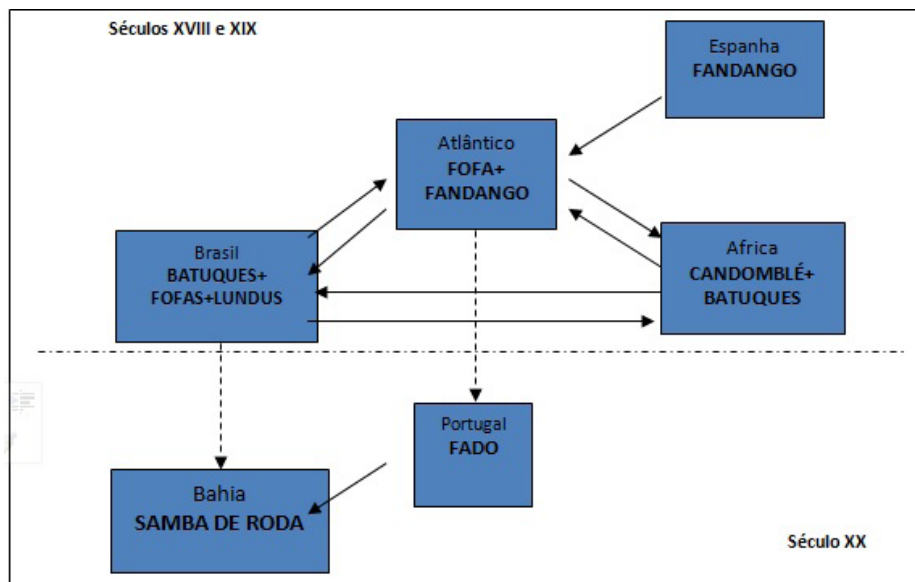 Séculos XVIII e XIX
Espanha
FANDANGO
Atlântico
FOFA+
FANDANGO
Brasil
BATUQUES+
FOFAS+LUNDUS
Africa
CANDOMBLÉ+
BATUQUES
Portugal
FADO
Bahia
SAMBA DE RODA
Século XX